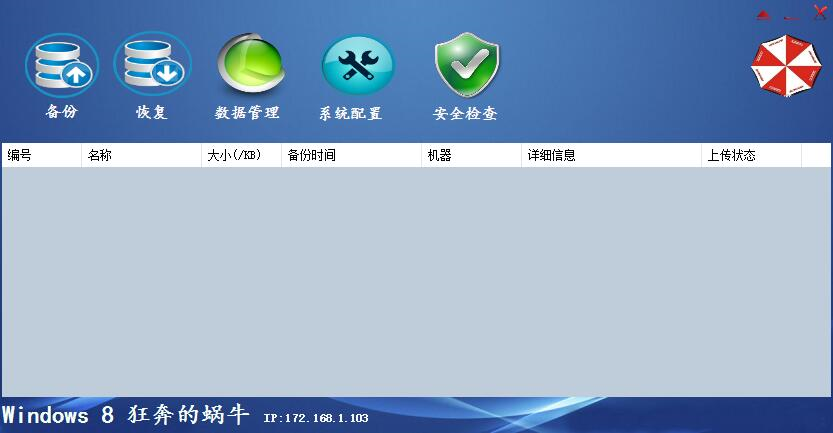 备份 恢复 数据管理 系统配置 安全检查
编号 名称 大小(/KB) 备份时间 机器 详细信息 上传状态
Windows 8 狂奔的蜗牛 IP:172.168.1.103